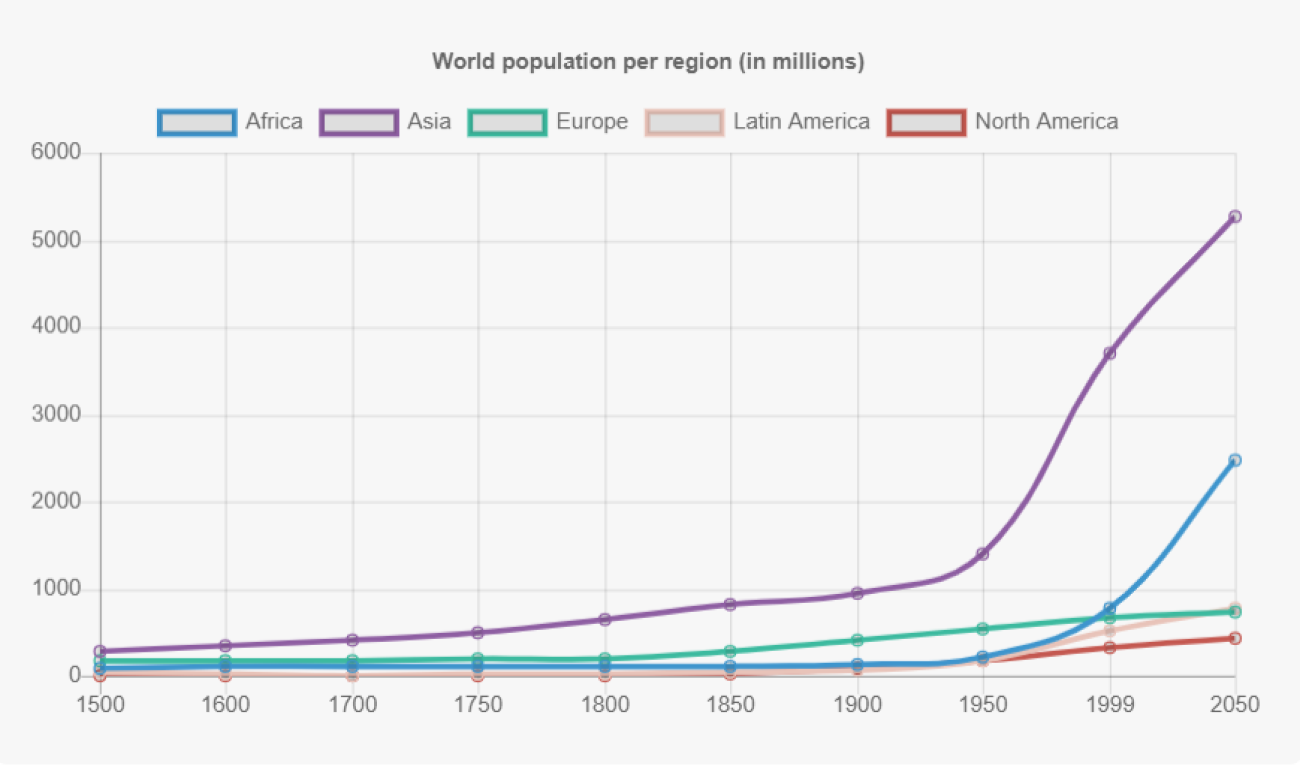 World population per region (in millions)
Africa Asia Europe Latin America North America
6000
5000
4000
3000
2000
1000
0
1500 1600 1700 1750 1800 1850 1900 1950 1999 2050